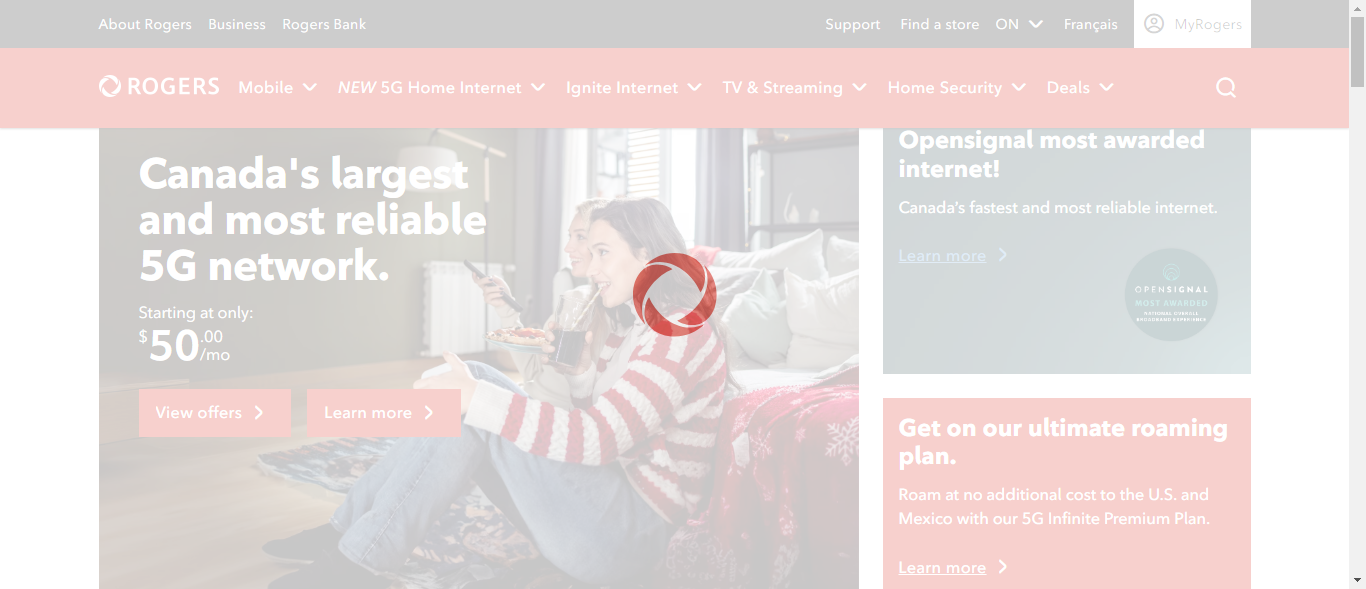 About Rogers Business Rogers Bank Support Find a store ON Français MyRogers
ROGERS Mobile NEW 5G Home Internet Ignite Internet TV & Streaming Home Security Deals
Canada's largest
and most reliable
5G network.
Starting at only:
$50.00
/mo
View offers Learn more
Opensignal most awarded
internet!
Canada's fastest and most reliable internet.
Learn more
OPENSIGNAL
MOST AWARDED
NATIONAL OVERALL
BROADBAND EXPERIENCE
Get on our ultimate roaming
plan.
Roam at no additional cost to the U.S. and
Mexico with our 5G Infinite Premium Plan.
Learn more